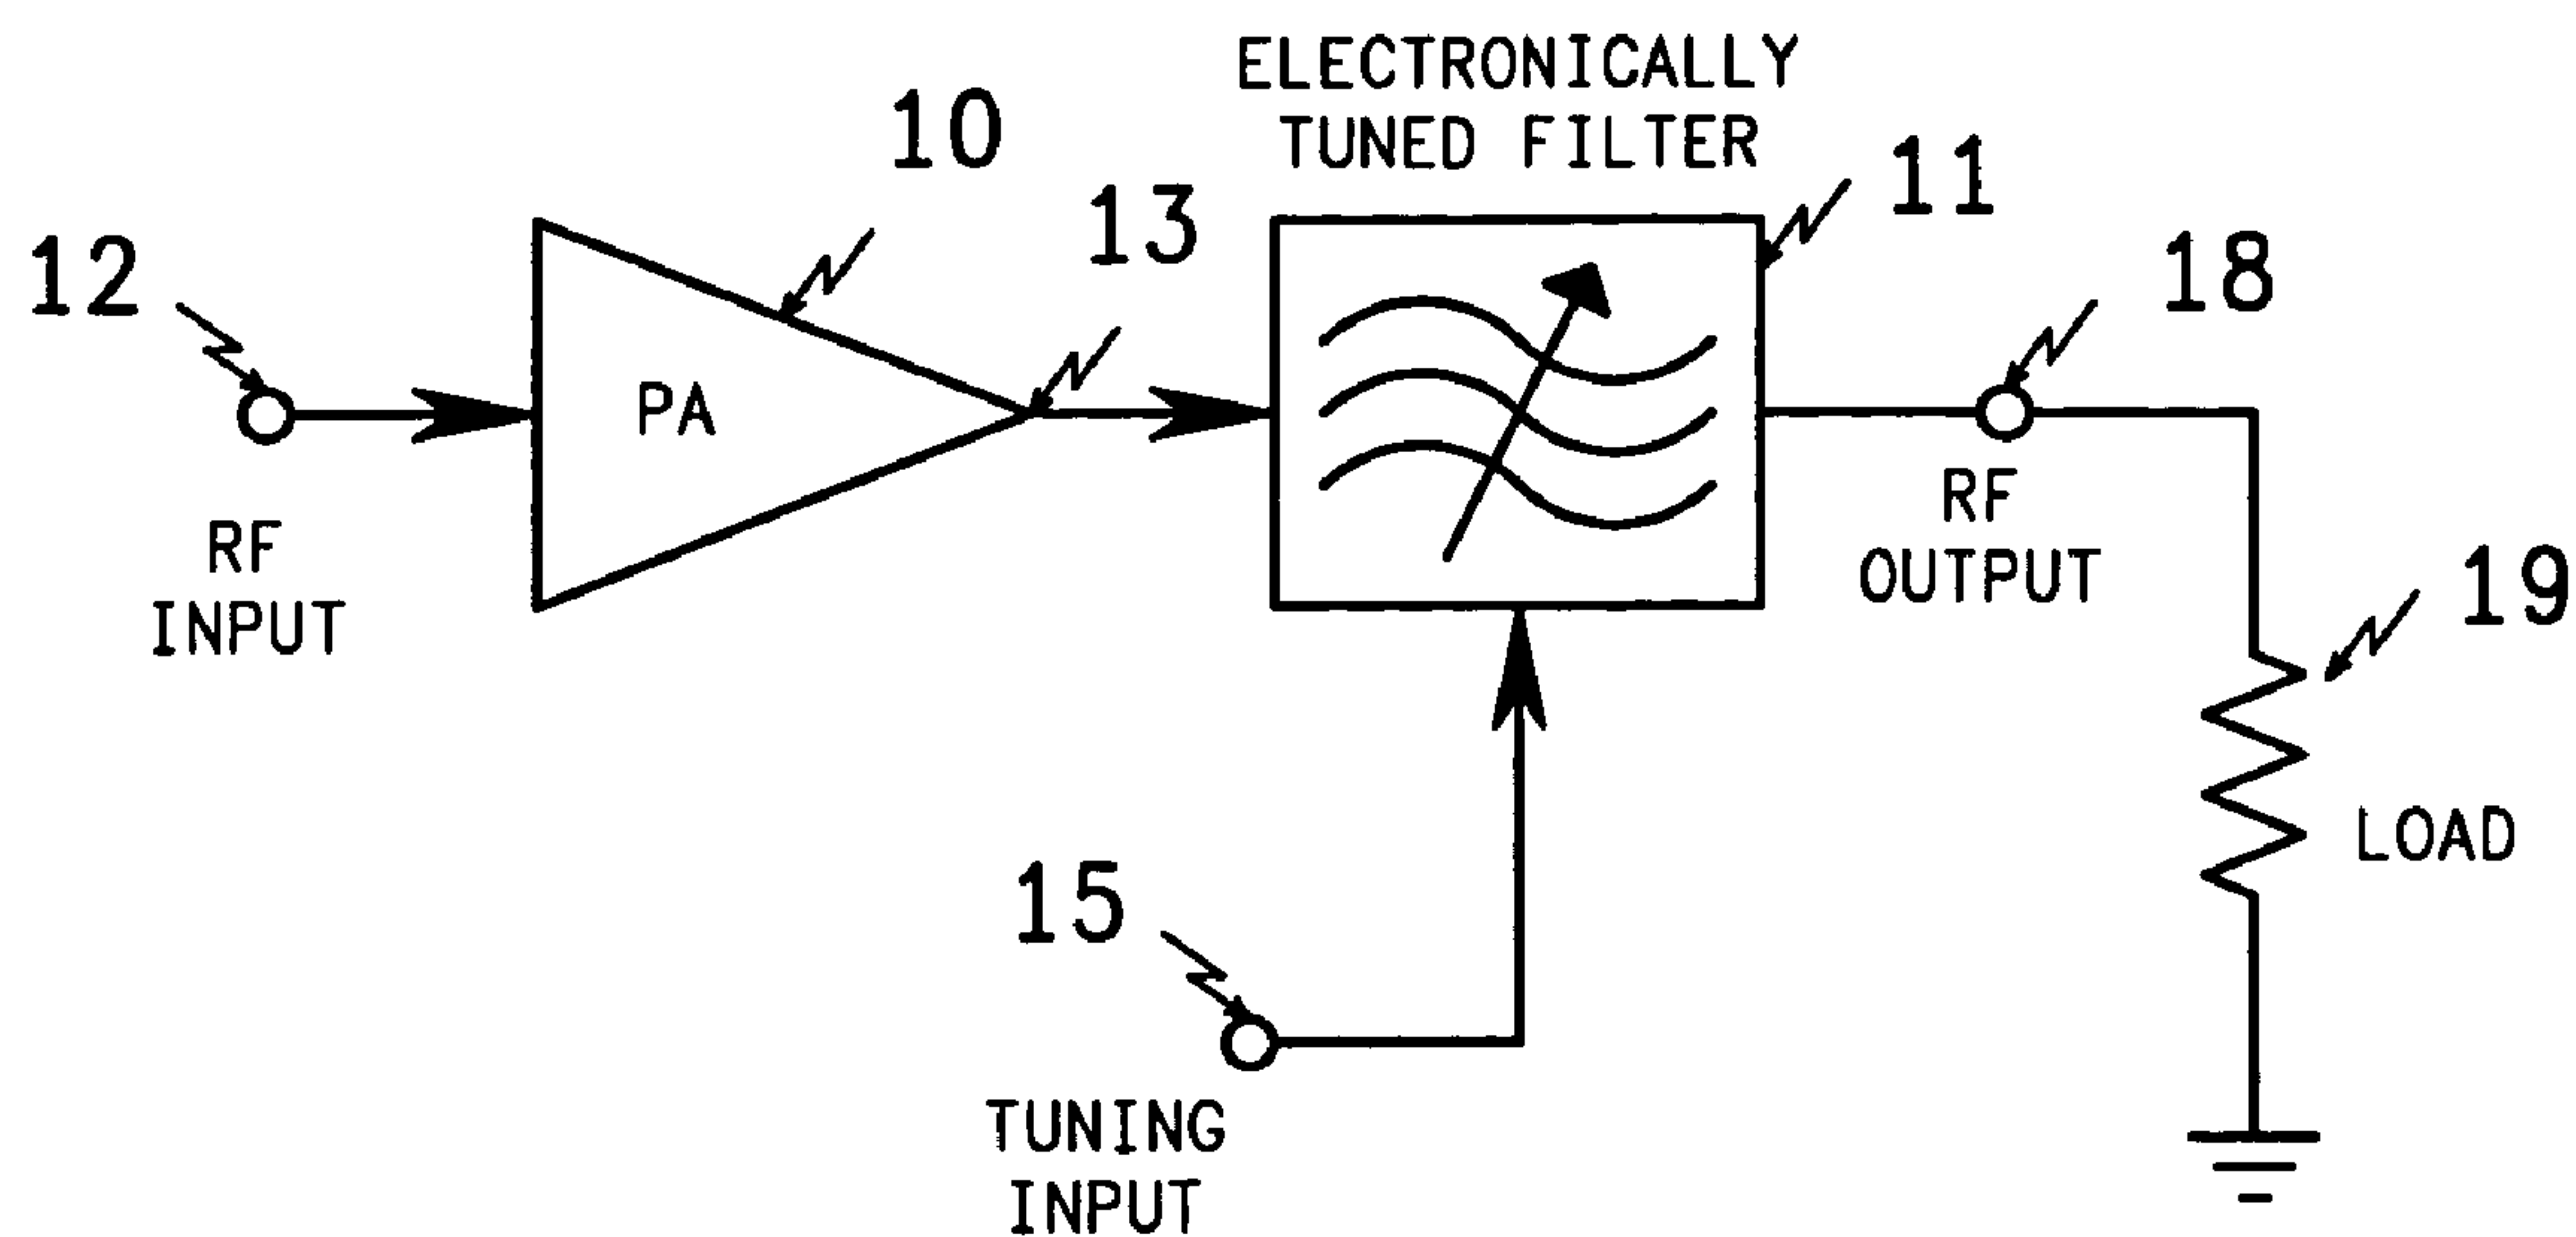 ELECTRONICALLY
TUNED FILTER
10
11
13
12
18
PA
RF
INPUT
RF
OUTPUT
19
LOAD
15
TUNING
INPUT